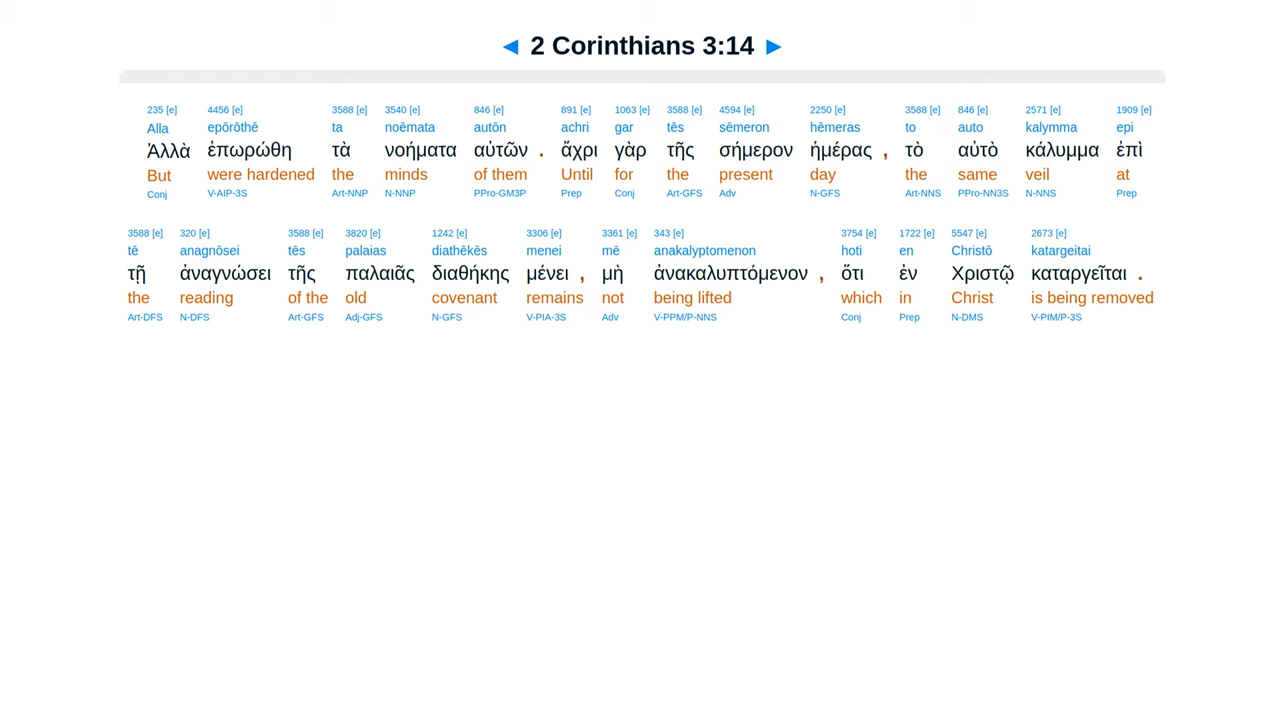 ◄ 2 Corinthians 3:14 ►
235 [e] 4456 [e] 3588 [e] 3540 [e] 846 [e] 891 [e] 1063 [e] 3588 [e] 4594 [e] 2250 [e] 3588 [e] 846 [e] 2571 [e] 1909 [e]
Alla epōrōthē ta noēmata autōn achri gar tēs sēmeron hēmeras to auto kalymma epi
Ἀλλὰ ἐπωρώθη τὰ νοήματα αὐτῶν . ἄχρι γὰρ τῆς σήμερον ἡμέρας , τὸ αὐτὸ κάλυμμα ἐπὶ
But were hardened the minds of them Until for the present day the same veil at
Conj V-AIP-3S Art-NNP N-NNP PPro-GM3P Prep Conj Art-GFS Adv N-GFS Art-NNS PPro-NN3S N-NNS Prep
3588 [e] 320 [e] 3588 [e] 3820 [e] 1242 [e] 3306 [e] 3361 [e] 343 [e] 3754 [e] 1722 [e] 5547 [e] 2673 [e]
tē anagnōsei tēs palaias diathēkēs menei mē anakalyptomenon hoti en Christō katargeitai
τῇ ἀναγνώσει τῆς παλαιᾶς διαθήκης μένει , μὴ ἀνακαλυπτόμενον , ὅτι ἐν Χριστῷ καταργεῖται .
the reading of the old covenant remains not being lifted which in Christ is being removed
Art-DFS N-DFS Art-GFS Adj-GFS N-GFS V-PIA-3S Adv V-PPM/P-NNS Conj Prep N-DMS V-PIM/P-3S